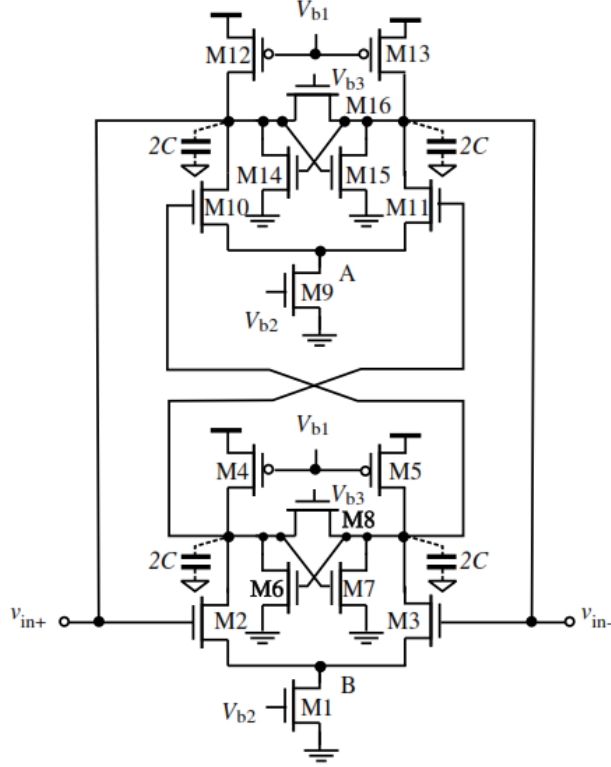 Vb1
M12 M13
Vb3
M16
2C 2C
M14 M15
M10 M11
A
M9
Vb2
Vb1
M4 M5
Vb3
M8
2C 2C
M6 M7
vin+ M2 M3 vin-
B
M1
Vb2